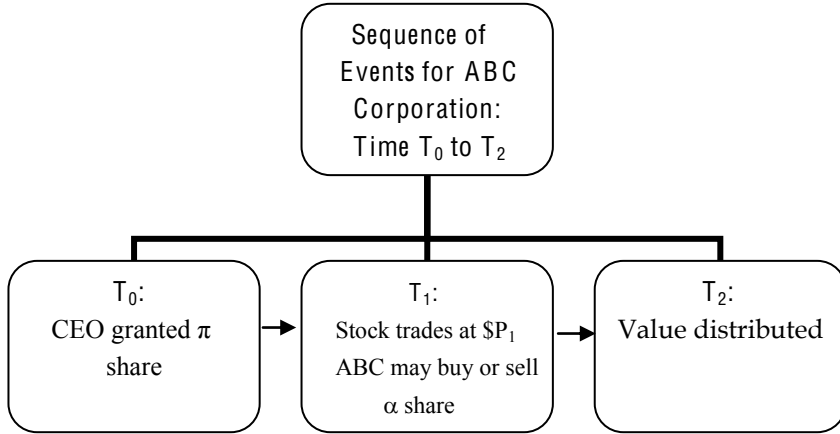 Sequence of
Events for ABC
Corporation:
Time T₀ to T₂
T₀:
CEO granted π
share
T₁:
Stock trades at $P₁
ABC may buy or sell
α share
T₂:
Value distributed